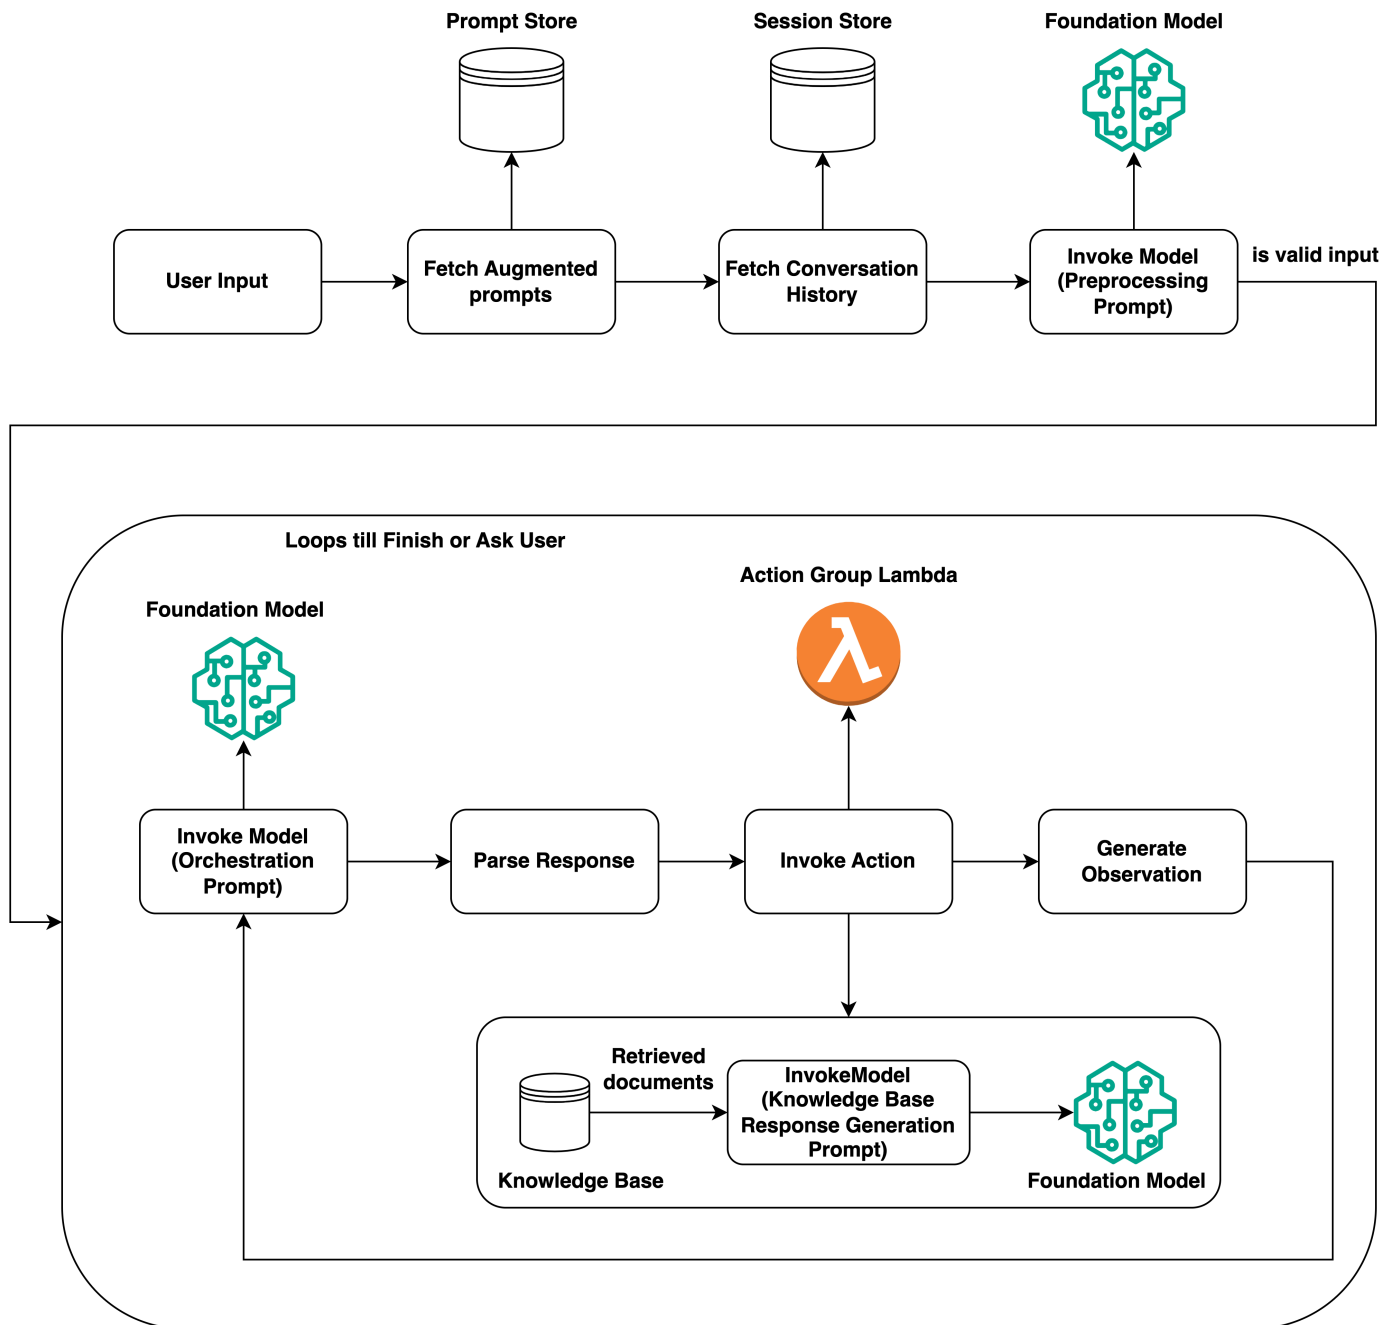 Prompt Store
Session Store
Foundation Model
User Input
Fetch Augmented
prompts
Fetch Conversation
History
Invoke Model
(Preprocessing
Prompt)
is valid input
Loops till Finish or Ask User
Action Group Lambda
Foundation Model
Invoke Model
(Orchestration
Prompt)
Parse Response
Invoke Action
Generate
Observation
Retrieved
documents
InvokeModel
(Knowledge Base
Response Generation
Prompt)
Knowledge Base
Foundation Model